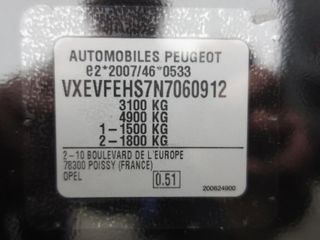 AUTOMOBILES PEUGEOT
e2*2007/46*0533
VXEVFEHS7N7060912
3100 KG
4900 KG
1-1500 KG
2-1800 KG
2-10 BOULEVARD DE L'EUROPE
78300 POISSY (FRANCE)
OPEL 0.51
200824900